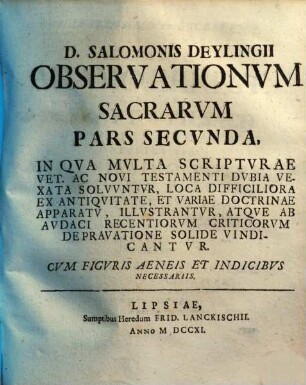 D. SALOMONIS DEYLINGII
OBSERVATIONVM
SACRARVM
PARS SECVNDA,
IN QVA MVLTA SCRIPTVRAE
VET. AC NOVI TESTAMENTI DVBIA VE-
XATA SOLVVNTVR, LOCA DIFFICILIORA
EX ANTIQVITATE, ET VARIAE DOCTRINAE
APPARATV, ILLVSTRANTVR, ATQVE AB
AVDACI RECENTIORVM CRITICORVM
DEPRAVATIONE SOLIDE VINDI-
CANTVR.
CVM FIGVRIS AENEIS ET INDICIBVS
NECESSARIIS.
LIPSIAE,
Sumptibus Heredum FRID. LANCKISCHII.
ANNO M DCCXI.